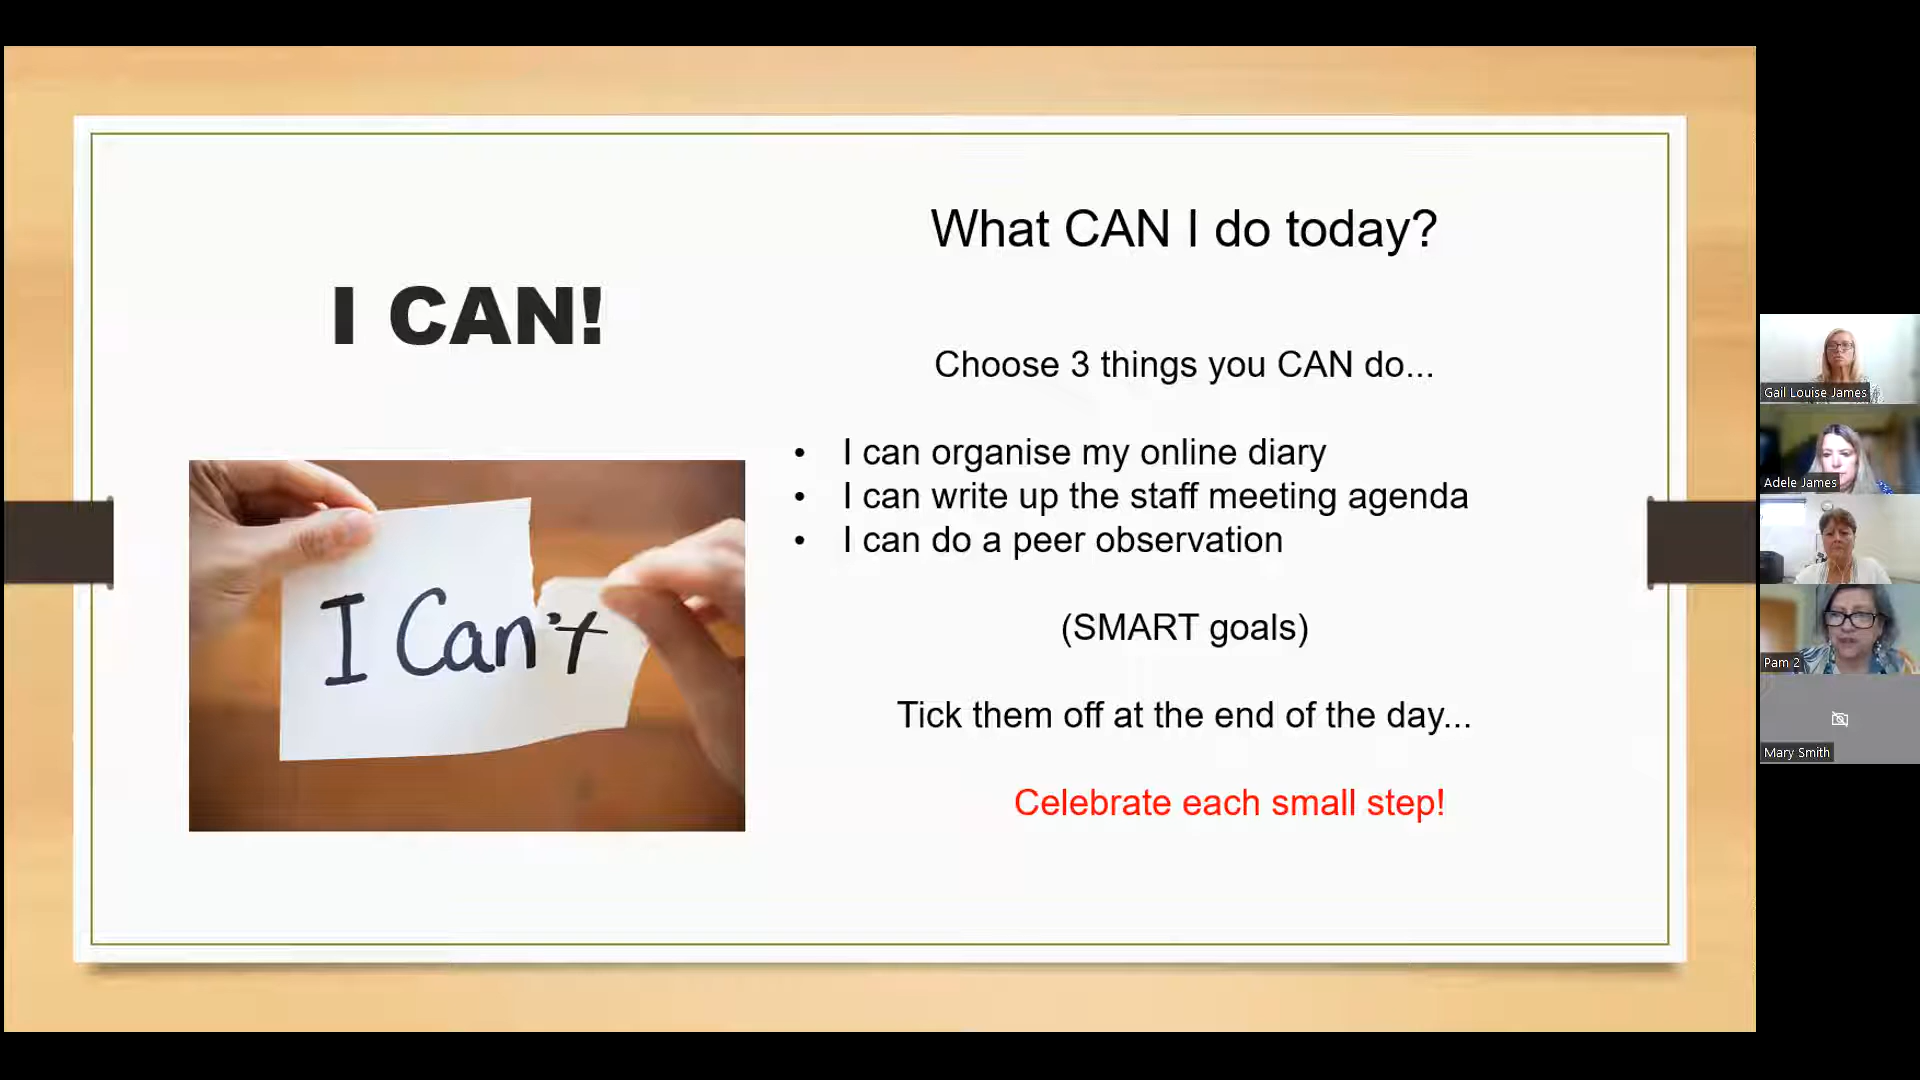 I CAN!
I Can't
What CAN I do today?
Choose 3 things you CAN do...
• I can organise my online diary
• I can write up the staff meeting agenda
• I can do a peer observation
(SMART goals)
Tick them off at the end of the day...
Celebrate each small step!
Gail Louise James
Adele James
Pam 2
Mary Smith